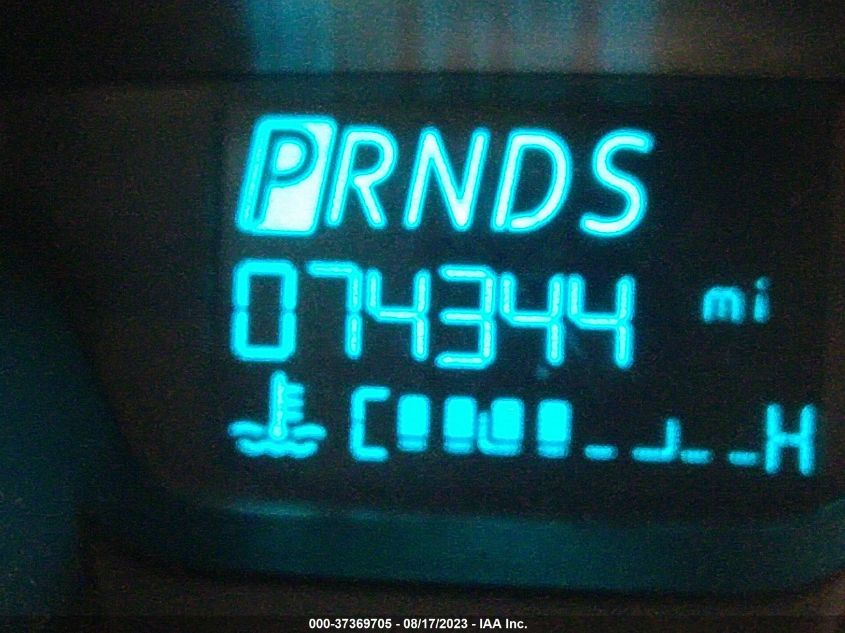 PRNDS
074344 mi
C H
000-37369705 - 08/17/2023 - IAA Inc.